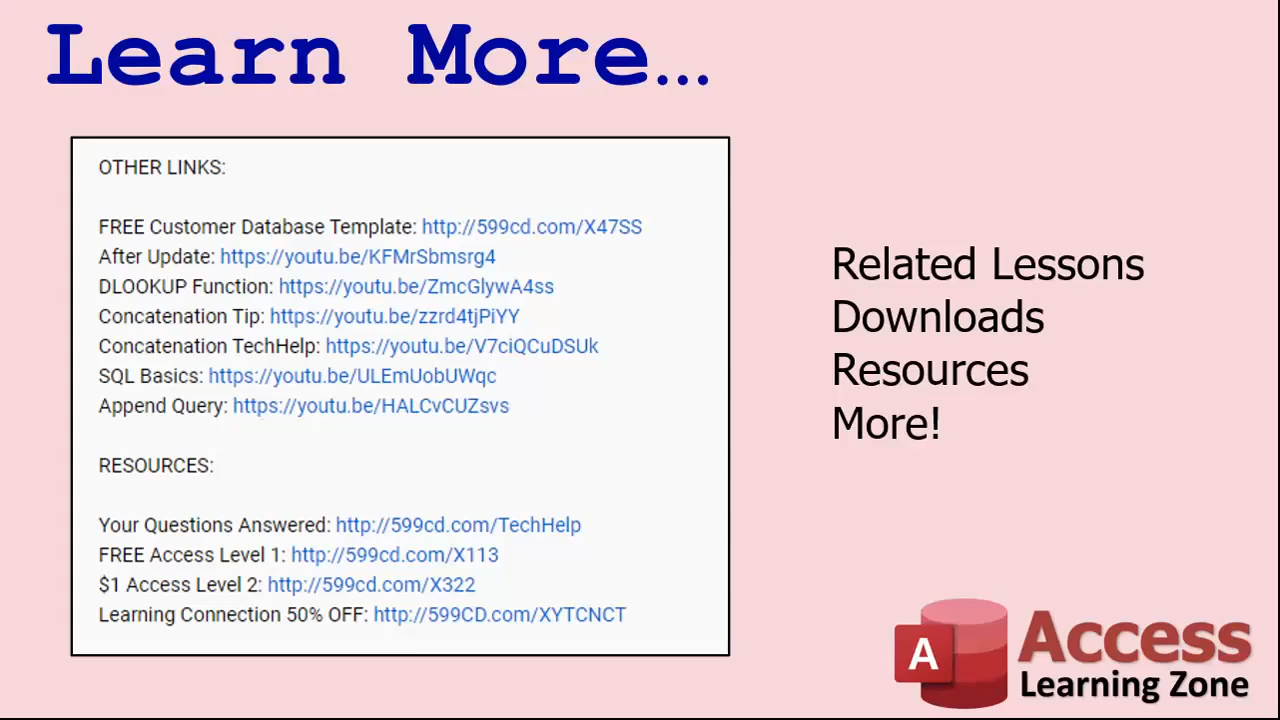 Learn More...
OTHER LINKS:
FREE Customer Database Template: http://599cd.com/X47SS
After Update: https://youtu.be/KFMrSbmsrg4
DLOOKUP Function: https://youtu.be/ZmcGlywA4ss
Concatenation Tip: https://youtu.be/zzrd4tjPiYY
Concatenation TechHelp: https://youtu.be/V7ciQCuDSUk
SQL Basics: https://youtu.be/ULEmUobUWqc
Append Query: https://youtu.be/HALCvCUZsvs
RESOURCES:
Your Questions Answered: http://599cd.com/TechHelp
FREE Access Level 1: http://599cd.com/X113
$1 Access Level 2: http://599cd.com/X322
Learning Connection 50% OFF: http://599CD.com/XYTCNCT
Related Lessons
Downloads
Resources
More!
A
Access
Learning Zone